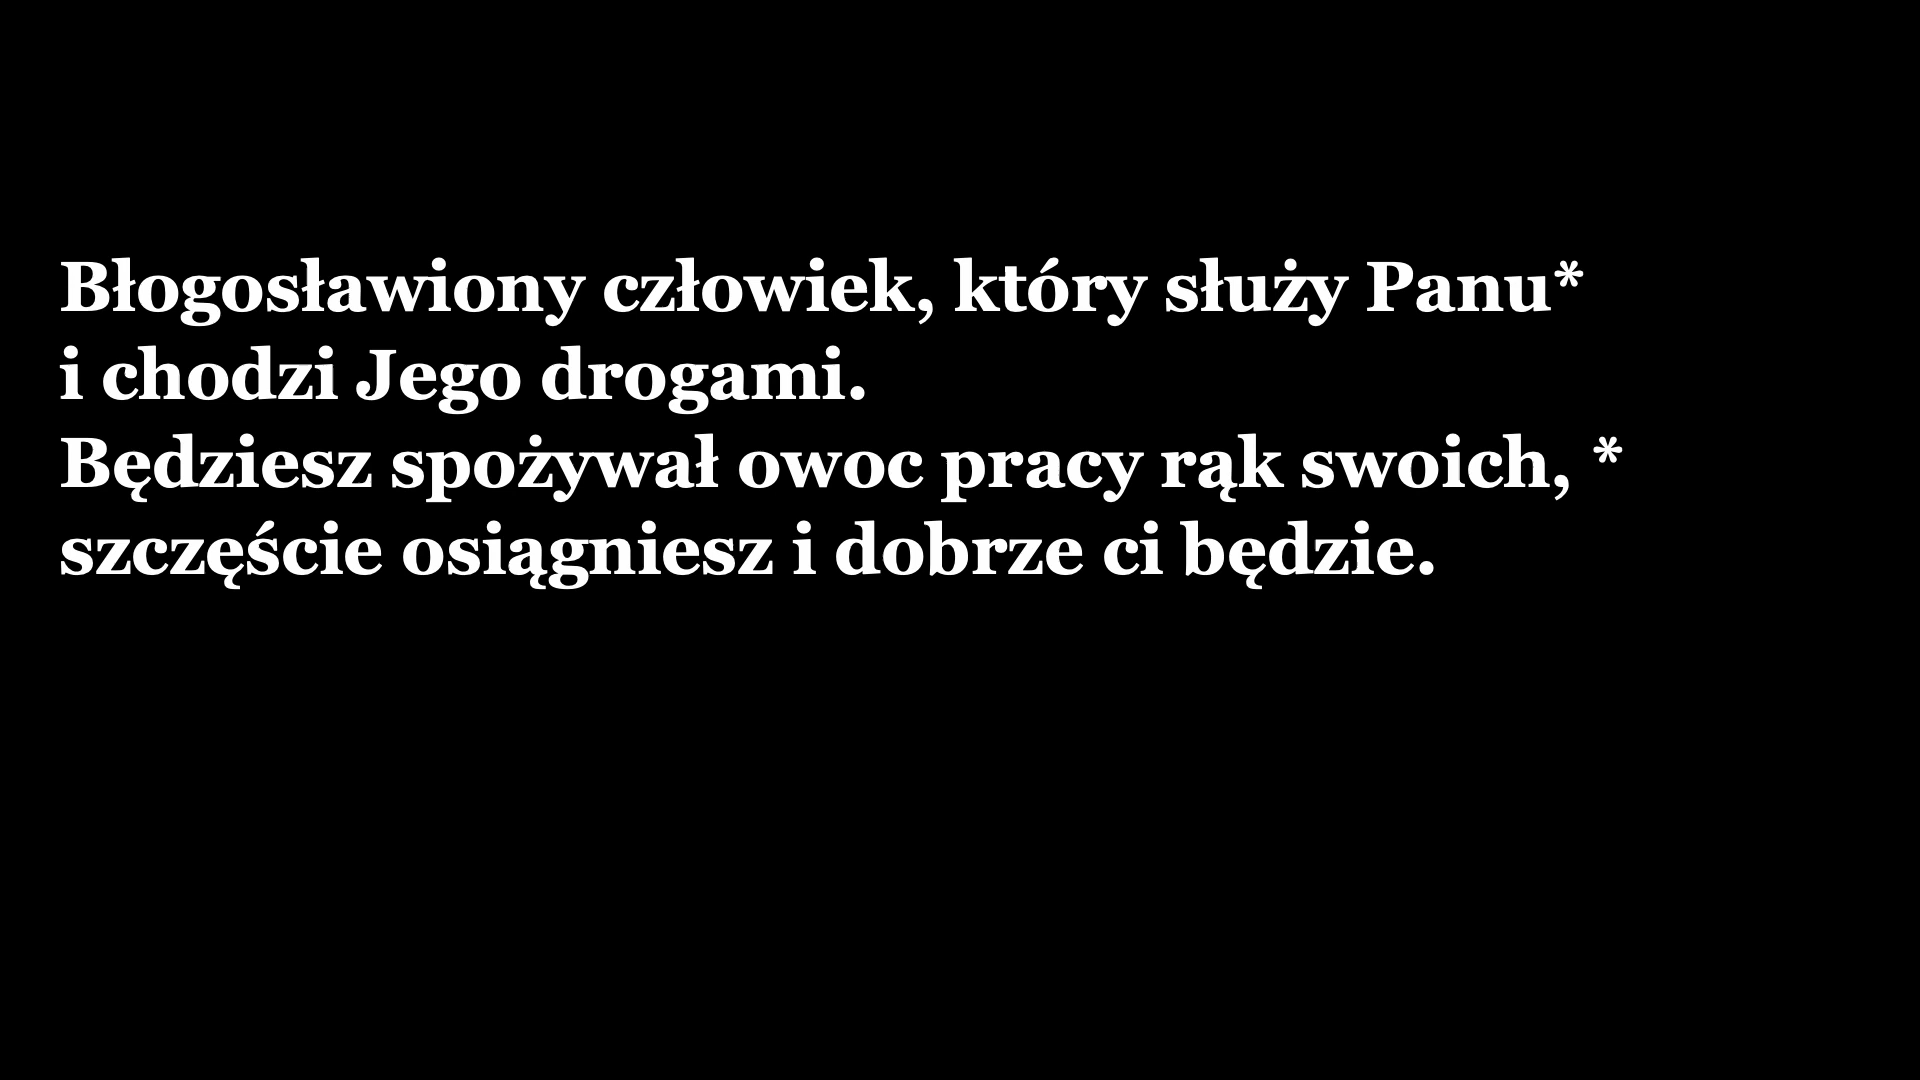 Błogosławiony człowiek, który służy Panu*
i chodzi Jego drogami.
Będziesz spożywał owoc pracy rąk swoich, *
szczęście osiągniesz i dobrze ci będzie.